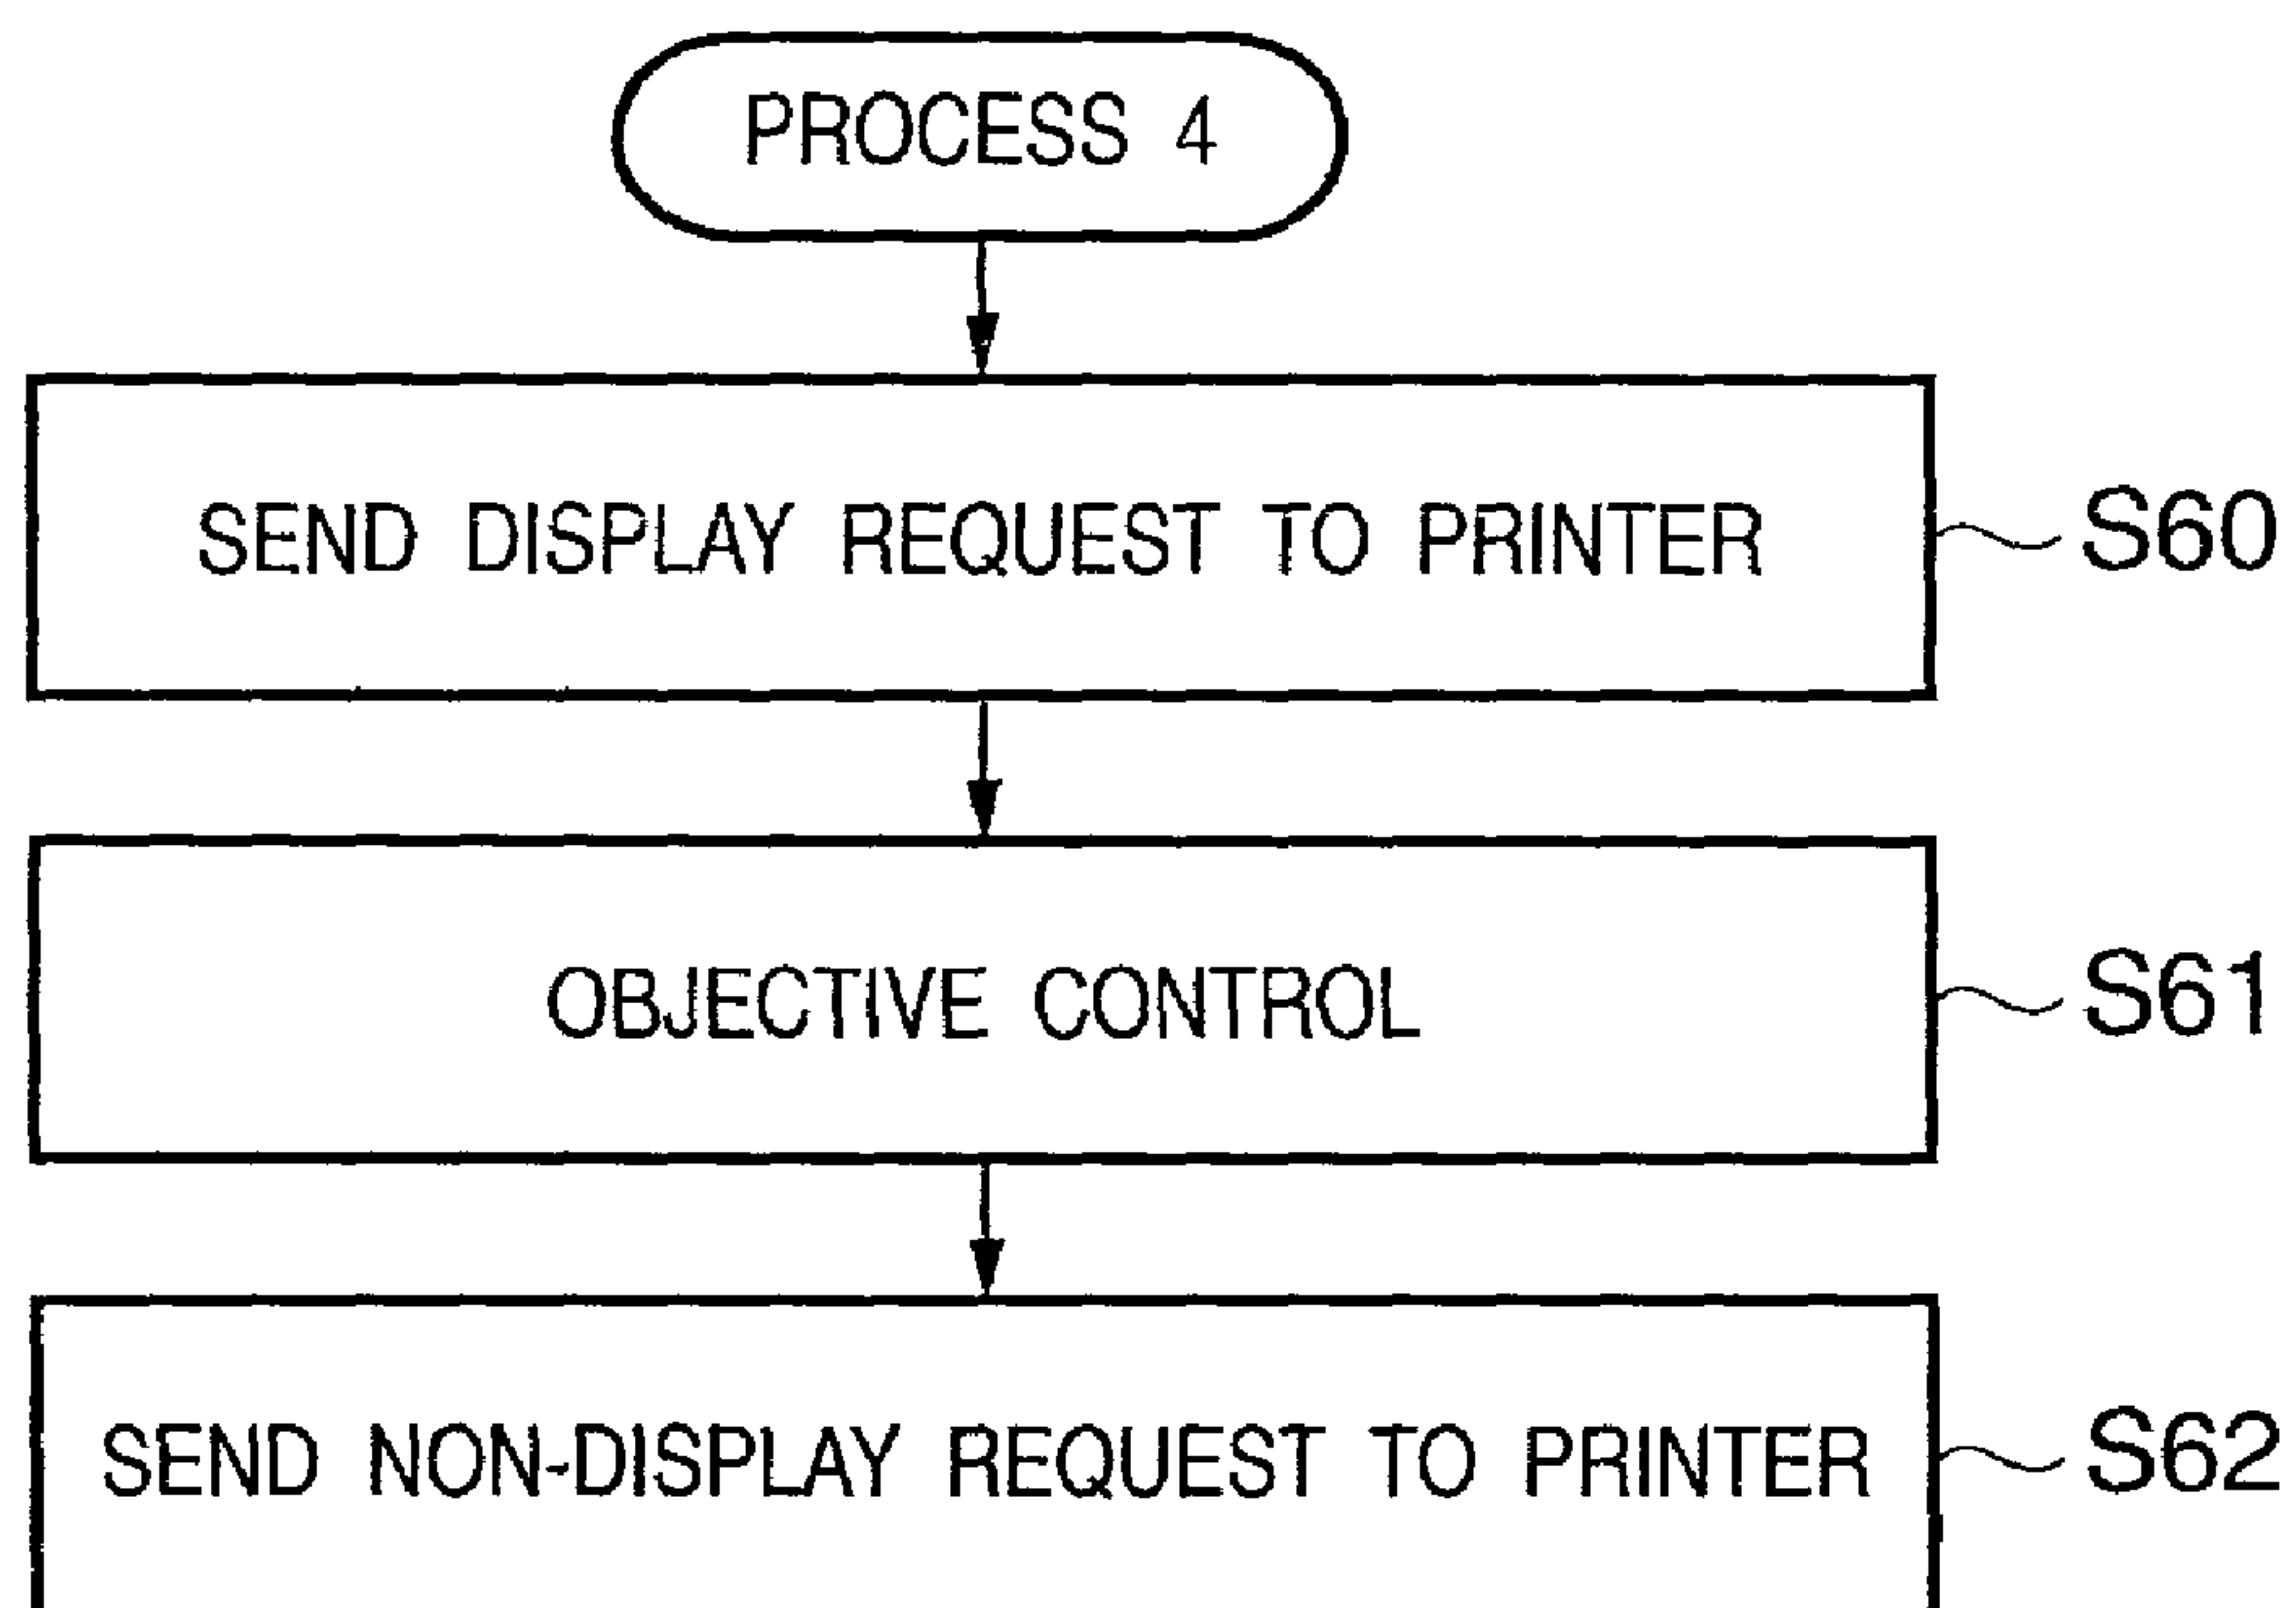 PROCESS 4
SEND DISPLAY REQUEST TO PRINTER S60
OBJECTIVE CONTROL S61
SEND NON-DISPLAY REQUEST TO PRINTER S62